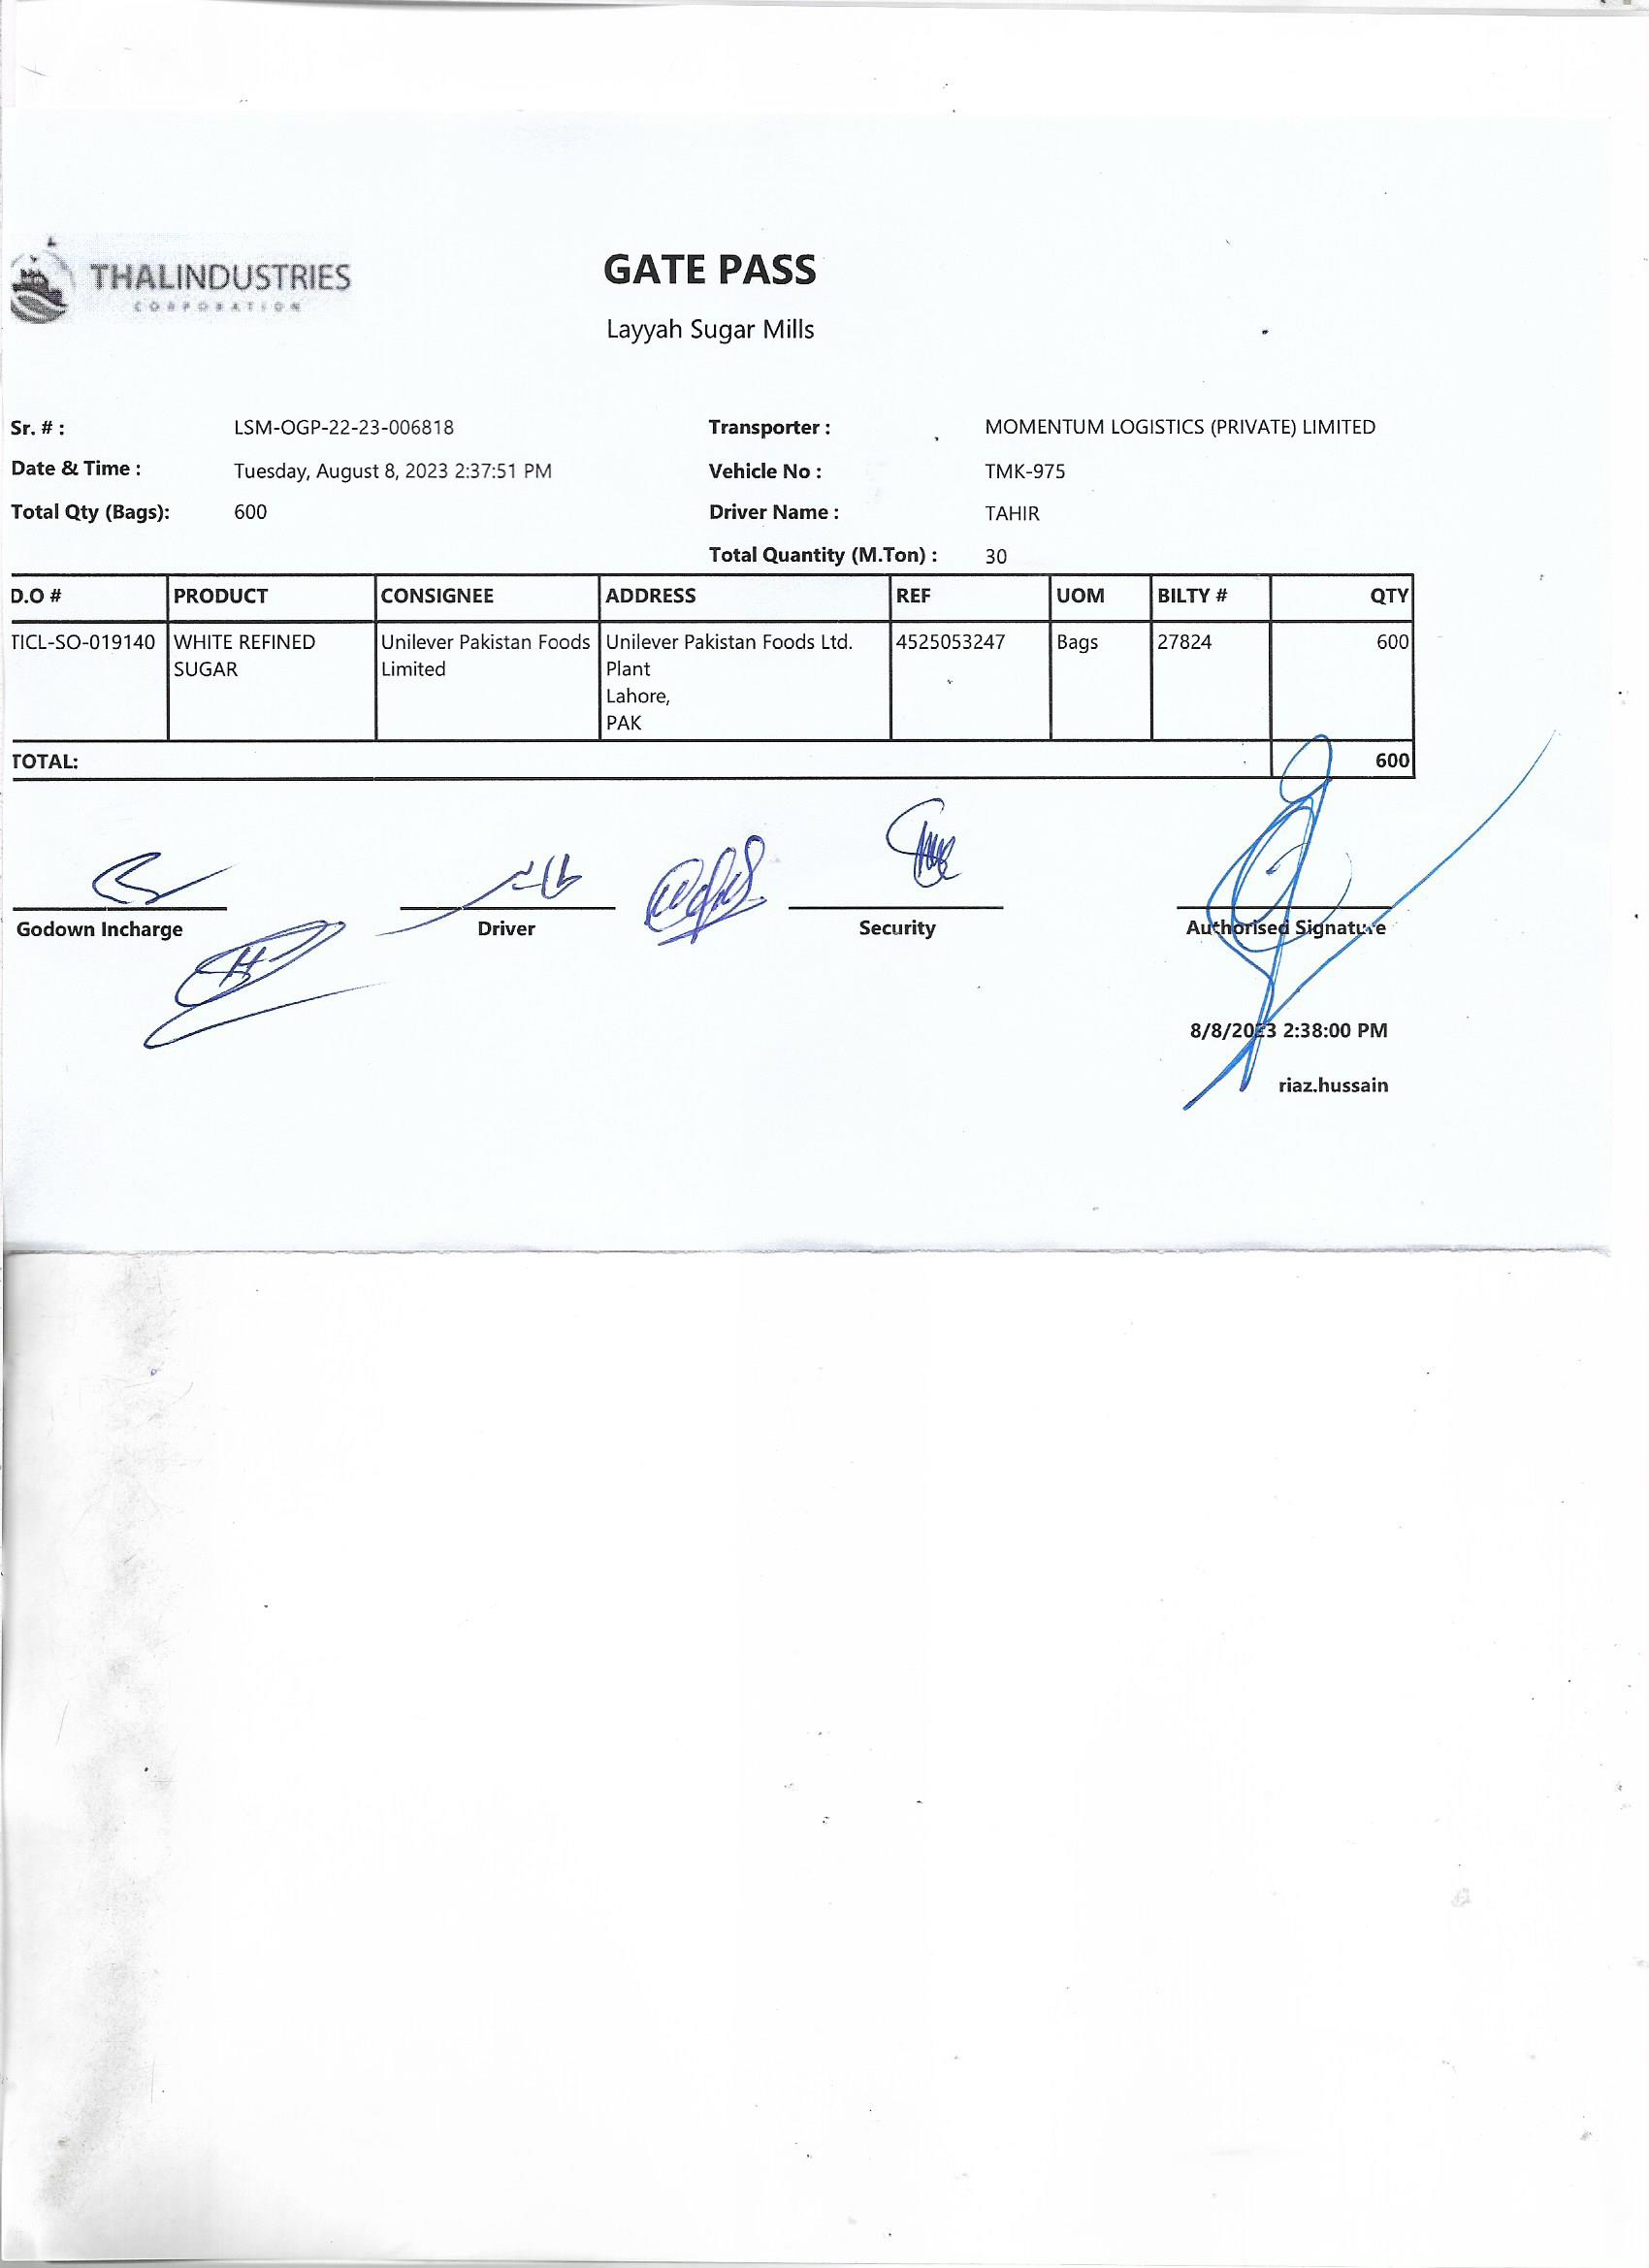 THALINDUSTRIES
CORPORATION
GATE PASS
Layyah Sugar Mills
Sr. # : LSM-OGP-22-23-006818 Transporter : MOMENTUM LOGISTICS (PRIVATE) LIMITED
Date & Time : Tuesday, August 8, 2023 2:37:51 PM Vehicle No : TMK-975
Total Qty (Bags): 600 Driver Name : TAHIR
Total Quantity (M.Ton) : 30
D.O # PRODUCT CONSIGNEE ADDRESS REF UOM BILTY # QTY
TICL-SO-019140 WHITE REFINED Unilever Pakistan Foods Unilever Pakistan Foods Ltd. 4525053247 Bags 27824 600
SUGAR Limited Plant
Lahore,
PAK
TOTAL: 600
Godown Incharge Driver Security Authorised Signature
8/8/2023 2:38:00 PM
riaz.hussain